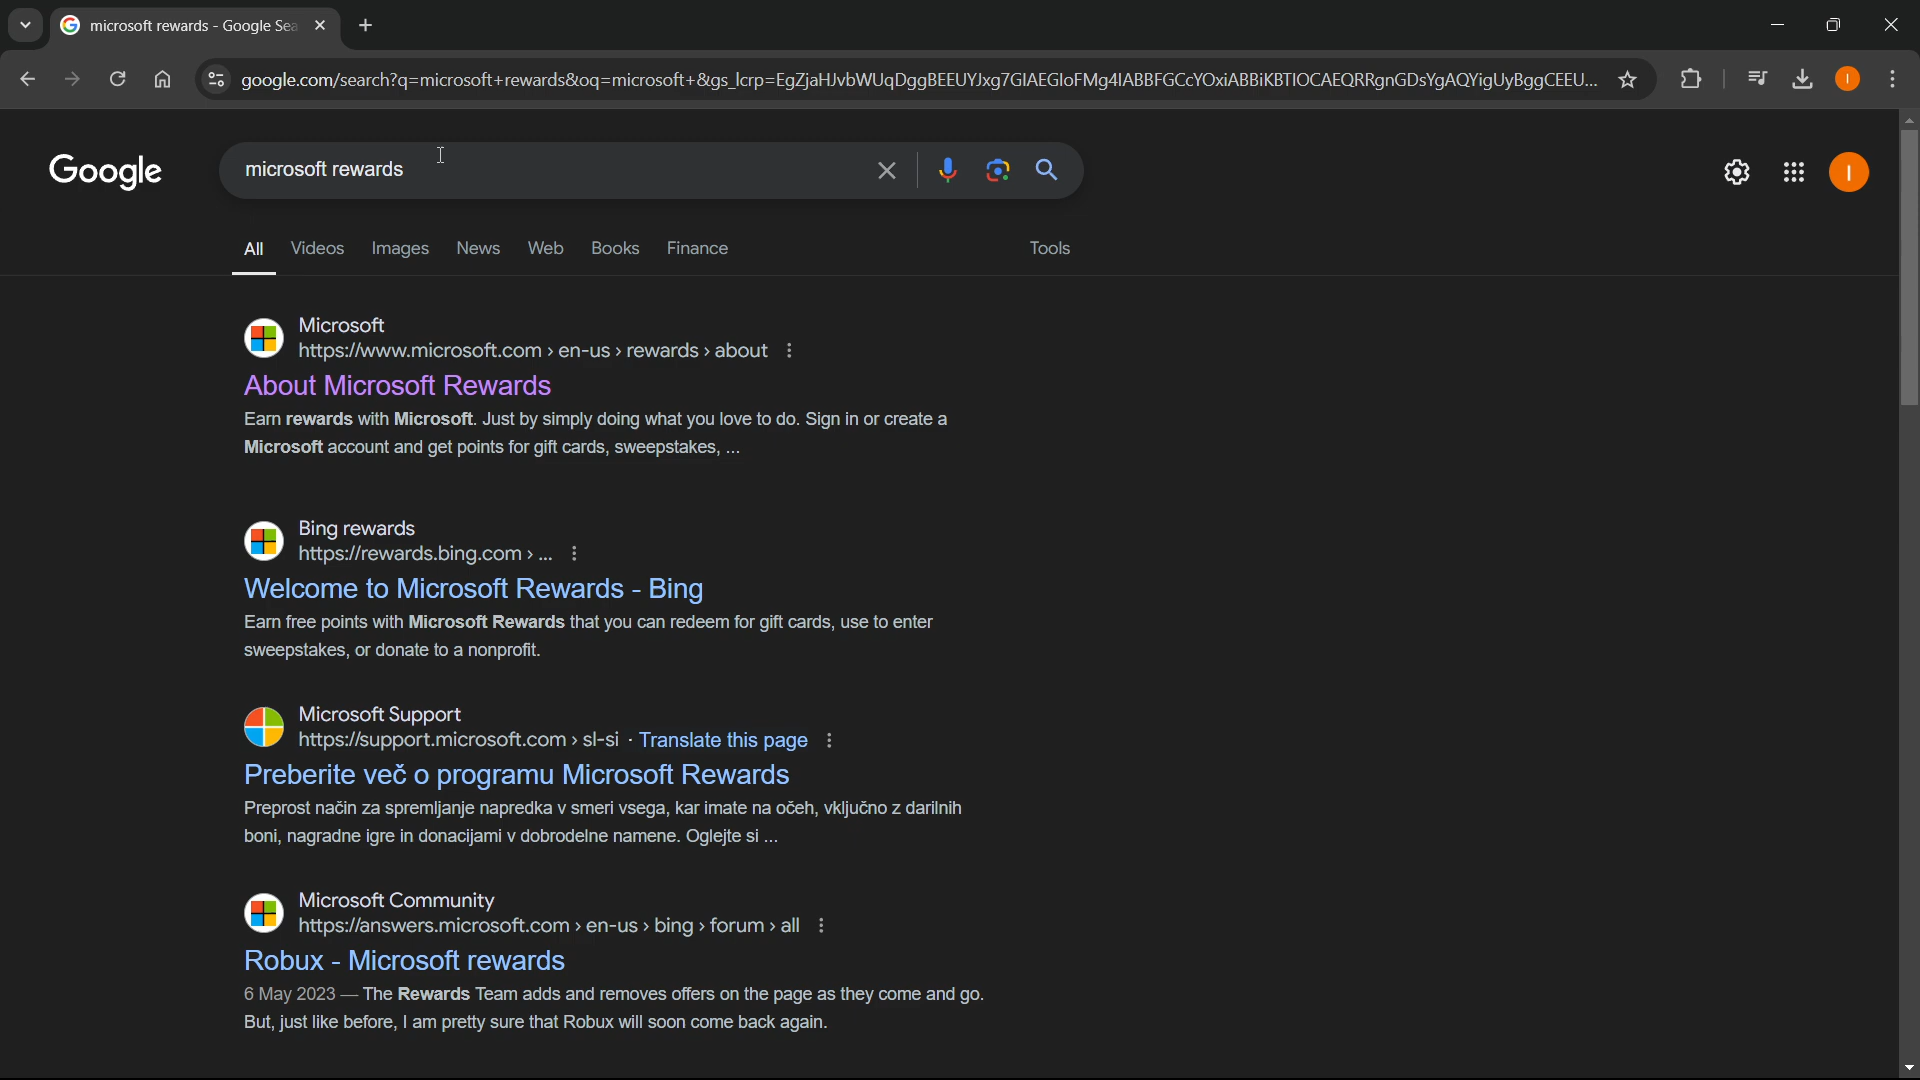 microsoft rewards - Google Sea
google.com/search?q=microsoft+rewards&oq=microsoft+&gs_lcrp=EgZjaHJvbWUqDggBEEUYJxg7GIAEGIoFMg4IABBFGCcYOxiABBiKBTIOCAEQRRgnGDsYgAQYigUyBggCEEU...
Google
microsoft rewards
All Videos Images News Web Books Finance Tools
Microsoft
https://www.microsoft.com › en-us › rewards › about
About Microsoft Rewards
Earn rewards with Microsoft. Just by simply doing what you love to do. Sign in or create a
Microsoft account and get points for gift cards, sweepstakes, ...
Bing rewards
https://rewards.bing.com › ...
Welcome to Microsoft Rewards - Bing
Earn free points with Microsoft Rewards that you can redeem for gift cards, use to enter
sweepstakes, or donate to a nonprofit.
Microsoft Support
https://support.microsoft.com › sl-si · Translate this page
Preberite več o programu Microsoft Rewards
Preprost način za spremljanje napredka v smeri vsega, kar imate na očeh, vključno z darilnih
boni, nagradne igre in donacijami v dobrodelne namene. Oglejte si ...
Microsoft Community
https://answers.microsoft.com › en-us › bing › forum › all
Robux - Microsoft rewards
6 May 2023 — The Rewards Team adds and removes offers on the page as they come and go.
But, just like before, I am pretty sure that Robux will soon come back again.